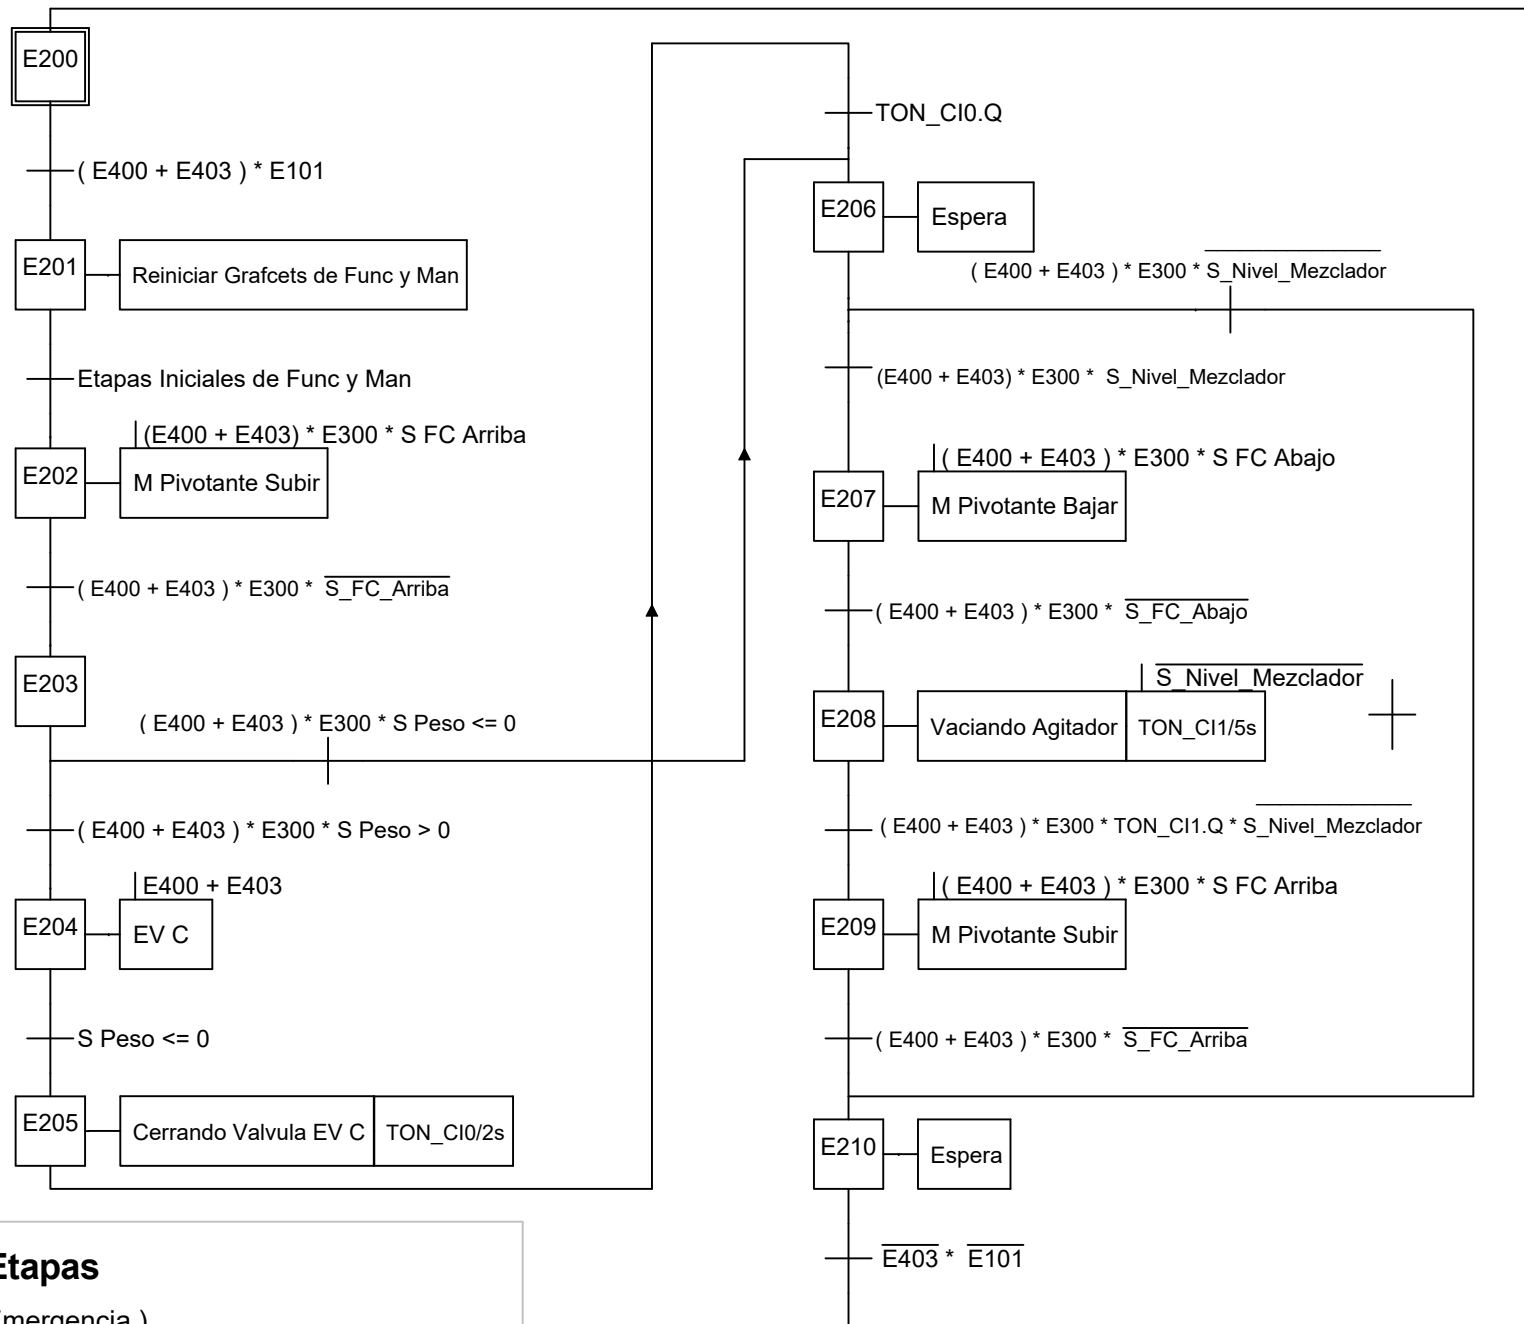 E200
( E400 + E403 ) * E101
E201
Reiniciar Grafcets de Func y Man
Etapas Iniciales de Func y Man
(E400 + E403) * E300 * S FC Arriba
E202
M Pivotante Subir
( E400 + E403 ) * E300 * S_FC_Arriba
E203
( E400 + E403 ) * E300 * S Peso <= 0
( E400 + E403 ) * E300 * S Peso > 0
E400 + E403
E204
EV C
S Peso <= 0
E205
Cerrando Valvula EV C
TON_CI0/2s
TON_CI0.Q
E206
Espera
( E400 + E403 ) * E300 * S_Nivel_Mezclador
(E400 + E403) * E300 * S_Nivel_Mezclador
( E400 + E403 ) * E300 * S FC Abajo
E207
M Pivotante Bajar
( E400 + E403 ) * E300 * S_FC_Abajo
S_Nivel_Mezclador
E208
Vaciando Agitador
TON_CI1/5s
( E400 + E403 ) * E300 * TON_CI1.Q * S_Nivel_Mezclador
( E400 + E403 ) * E300 * S FC Arriba
E209
M Pivotante Subir
( E400 + E403 ) * E300 * S_FC_Arriba
E210
Espera
E403 * E101
Etapas
mergencia )